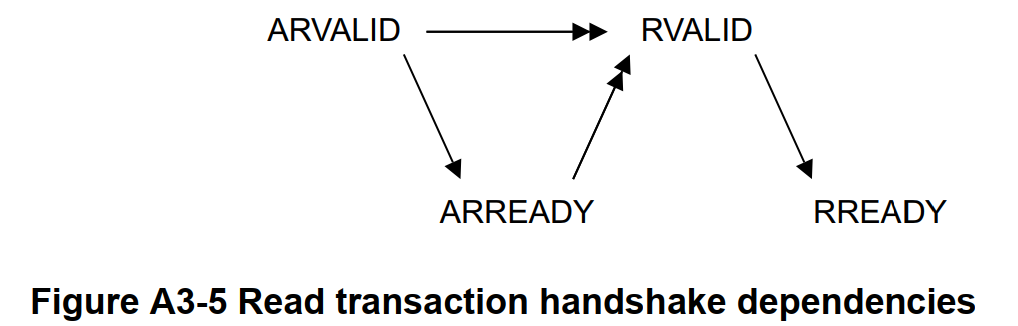 ARVALID RVALID
ARREADY RREADY
Figure A3-5 Read transaction handshake dependencies